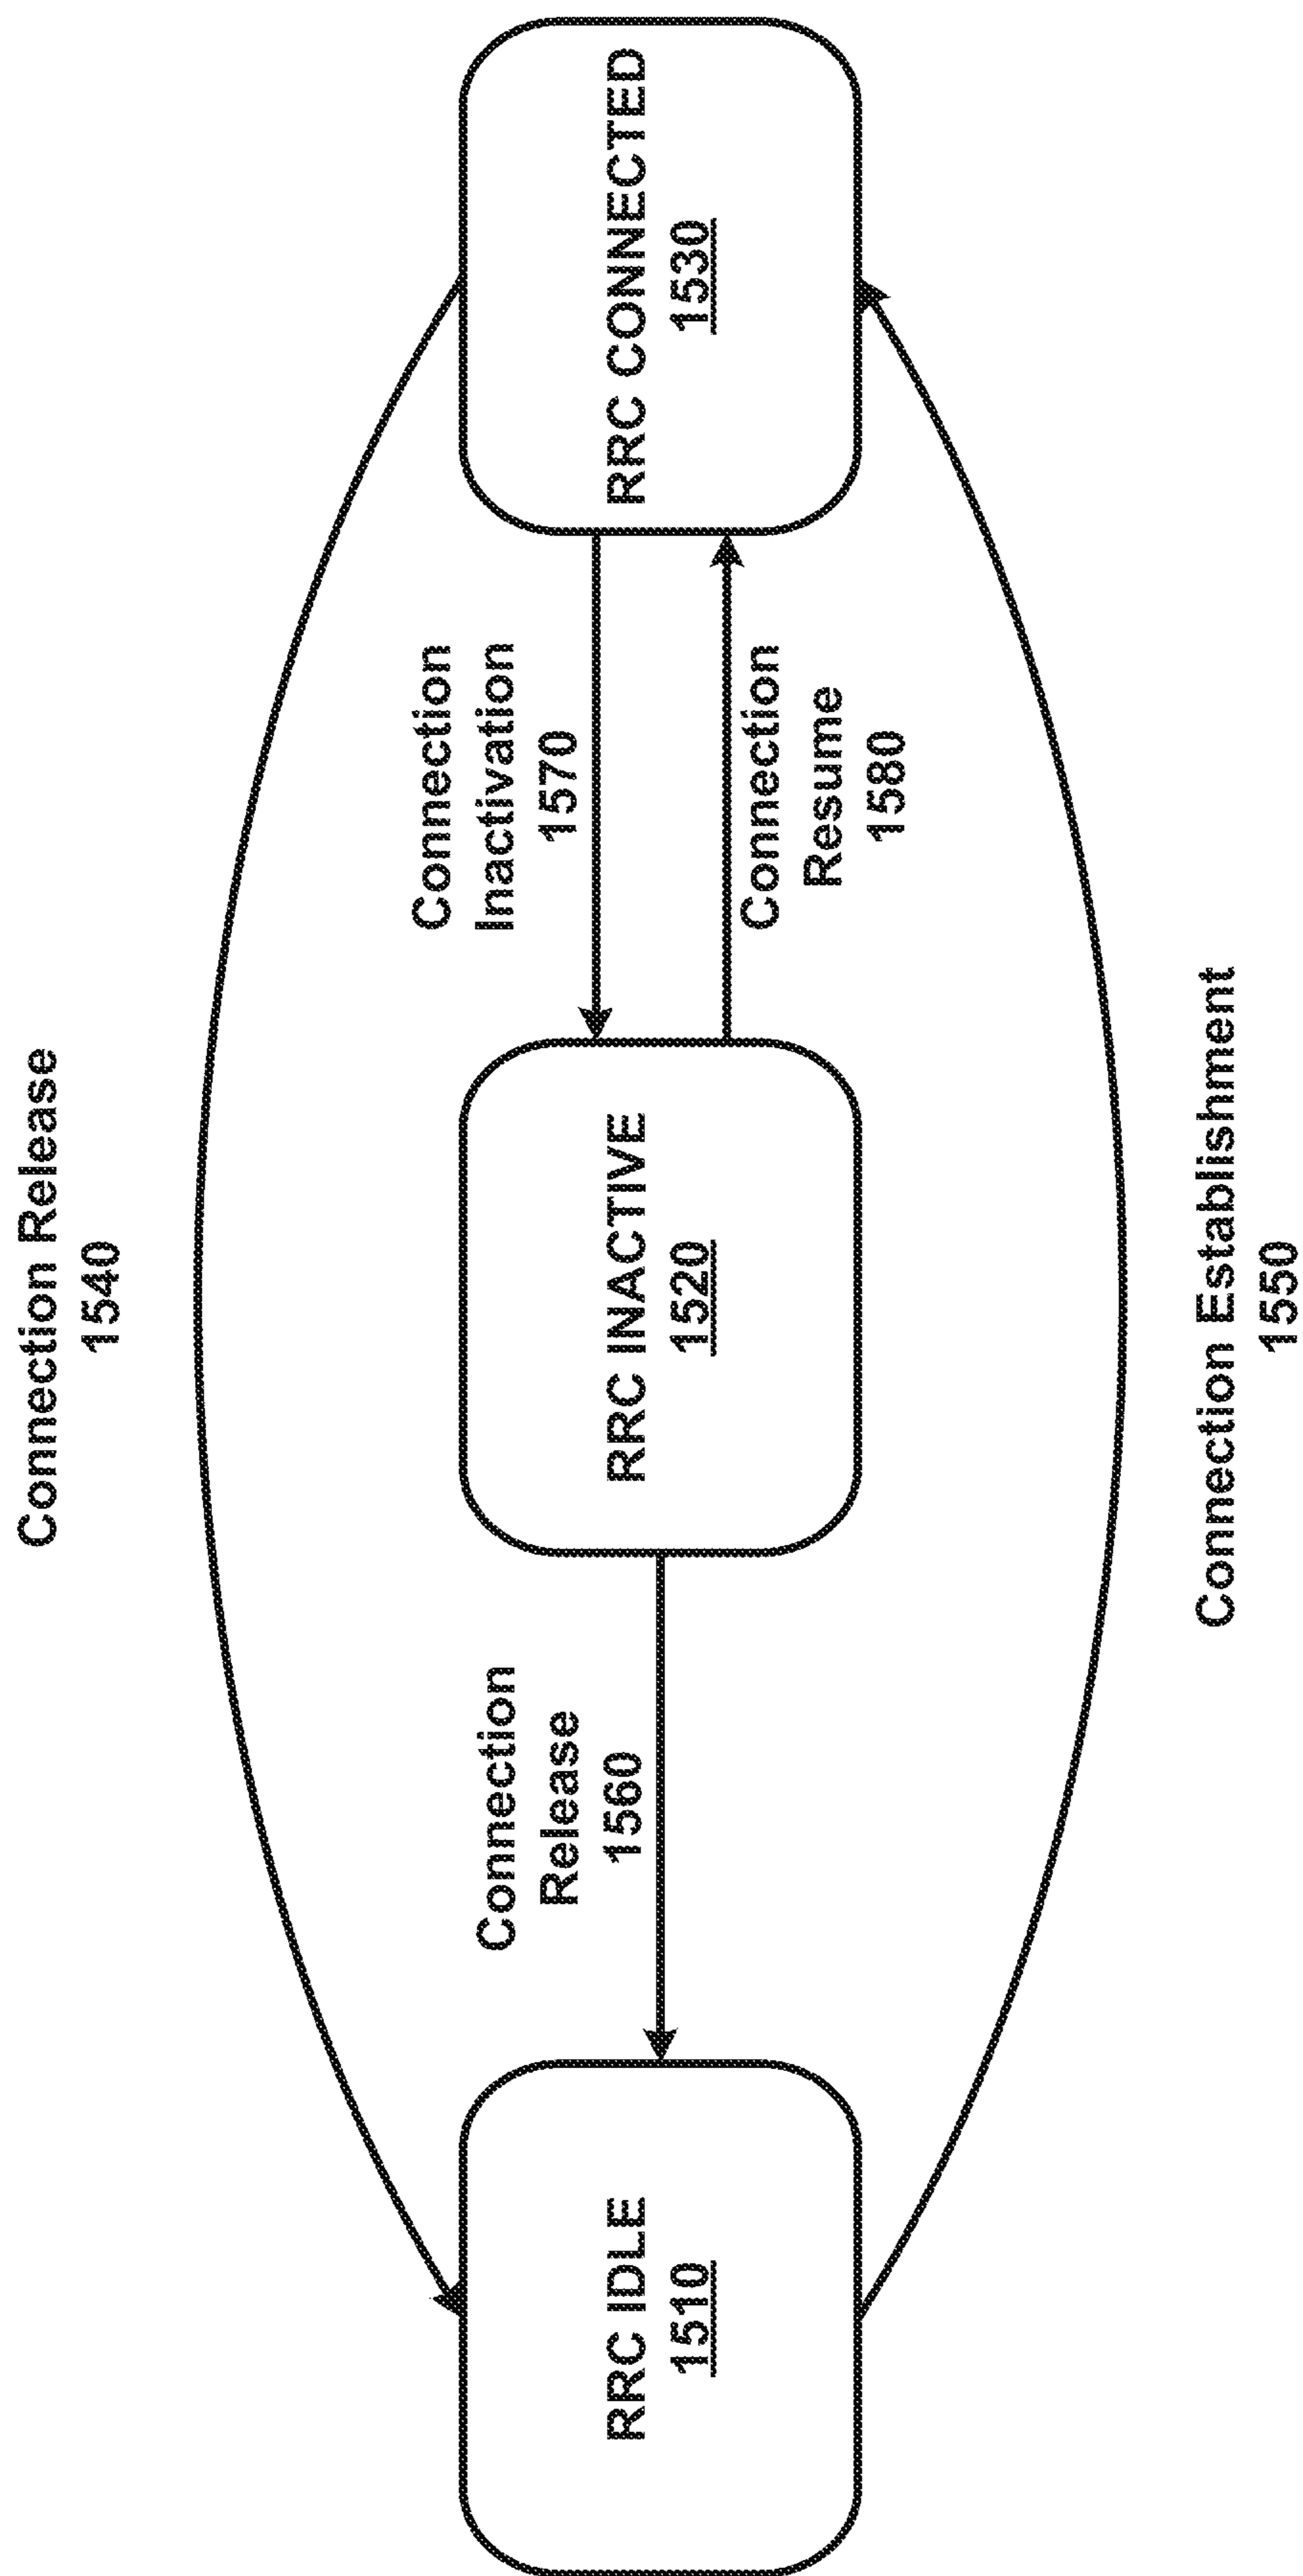 Connection Release
1540
RRC IDLE
1510
Connection
Release
1560
RRC INACTIVE
1520
Connection
Inactivation
1570
Connection
Resume
1580
RRC CONNECTED
1530
Connection Establishment
1550